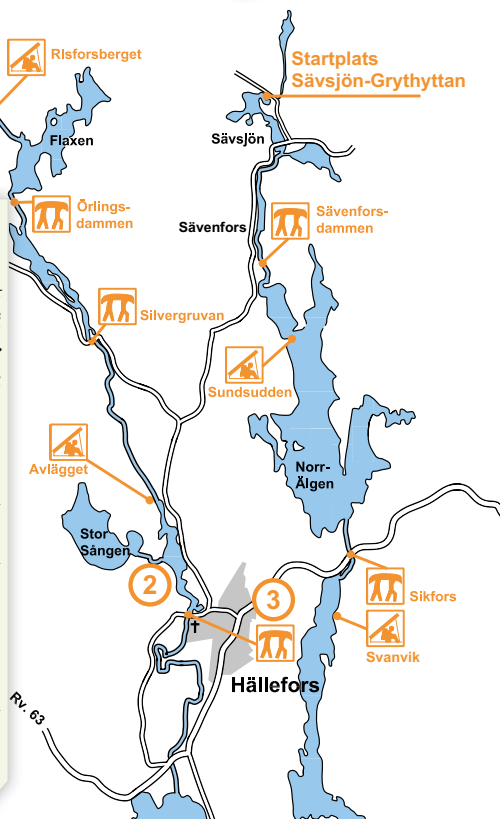 RIsforsberget
Startplats
Sävsjön-Grythyttan
Flaxen
Sävsjön
Örlings-
dammen
Sävenfors
Sävenfors-
dammen
Silvergruvan
Sundsudden
Avlägget
Norr-
Älgen
Stor
Sången
2
3
Sikfors
Svanvik
Hällefors
Rv. 63